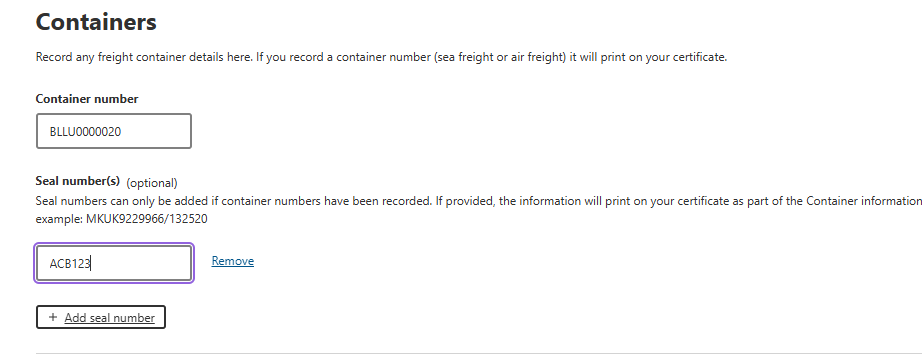 Containers
Record any freight container details here. If you record a container number (sea freight or air freight) it will print on your certificate.
Container number
BLLU0000020
Seal number(s) (optional)
Seal numbers can only be added if container numbers have been recorded. If provided, the information will print on your certificate as part of the Container information
example: MKUK9229966/132520
ACB123
Remove
+ Add seal number